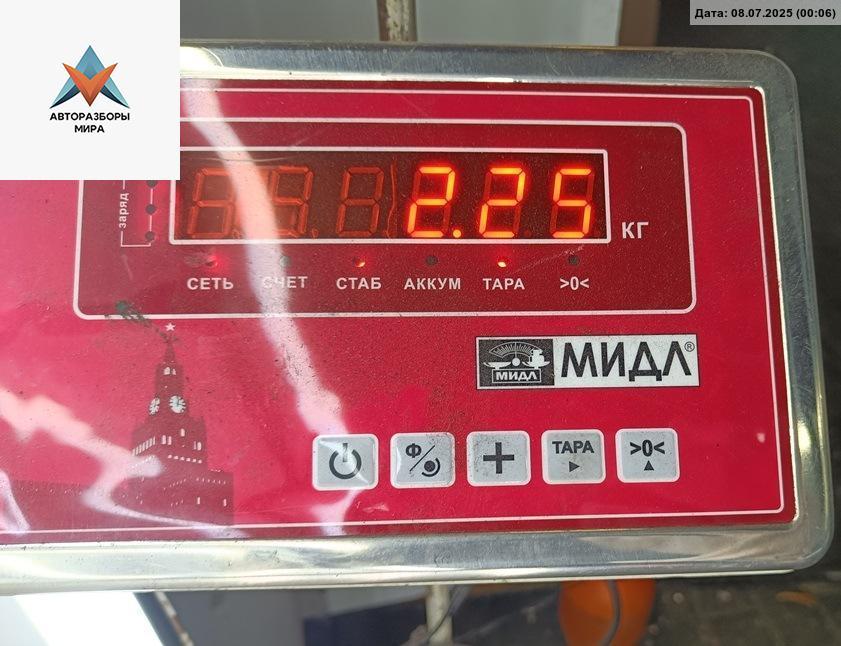 Дата: 08.07.2025 (00:06)
АВТОРАЗБОРЫ
МИРА
заряд
2.25
КГ
СЕТЬ СЧЕТ СТАБ АККУМ ТАРА >0<
МИДЛ МИДЛ®
Ф ТАРА >0<